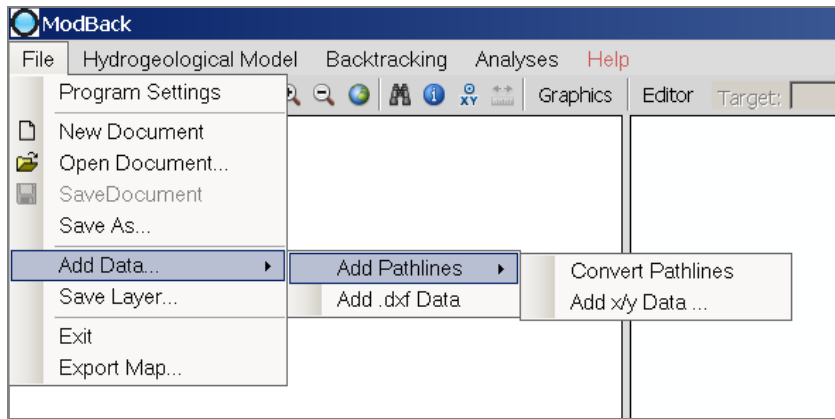 ModBack
File Hydrogeological Model Backtracking Analyses Help
XY Graphics Editor Target:
Program Settings
New Document
Open Document...
SaveDocument
Save As...
Add Data... Add Pathlines Convert Pathlines
Save Layer... Add .dxf Data Add x/y Data ...
Exit
Export Map...